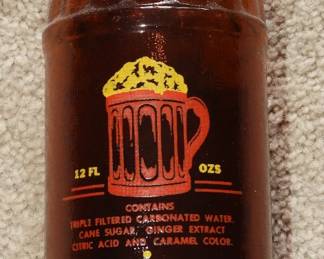 12 FL OZS
CONTAINS
TRIPLE FILTERED CARBONATED WATER,
CANE SUGAR, GINGER EXTRACT
CITRIC ACID AND CARAMEL COLOR.